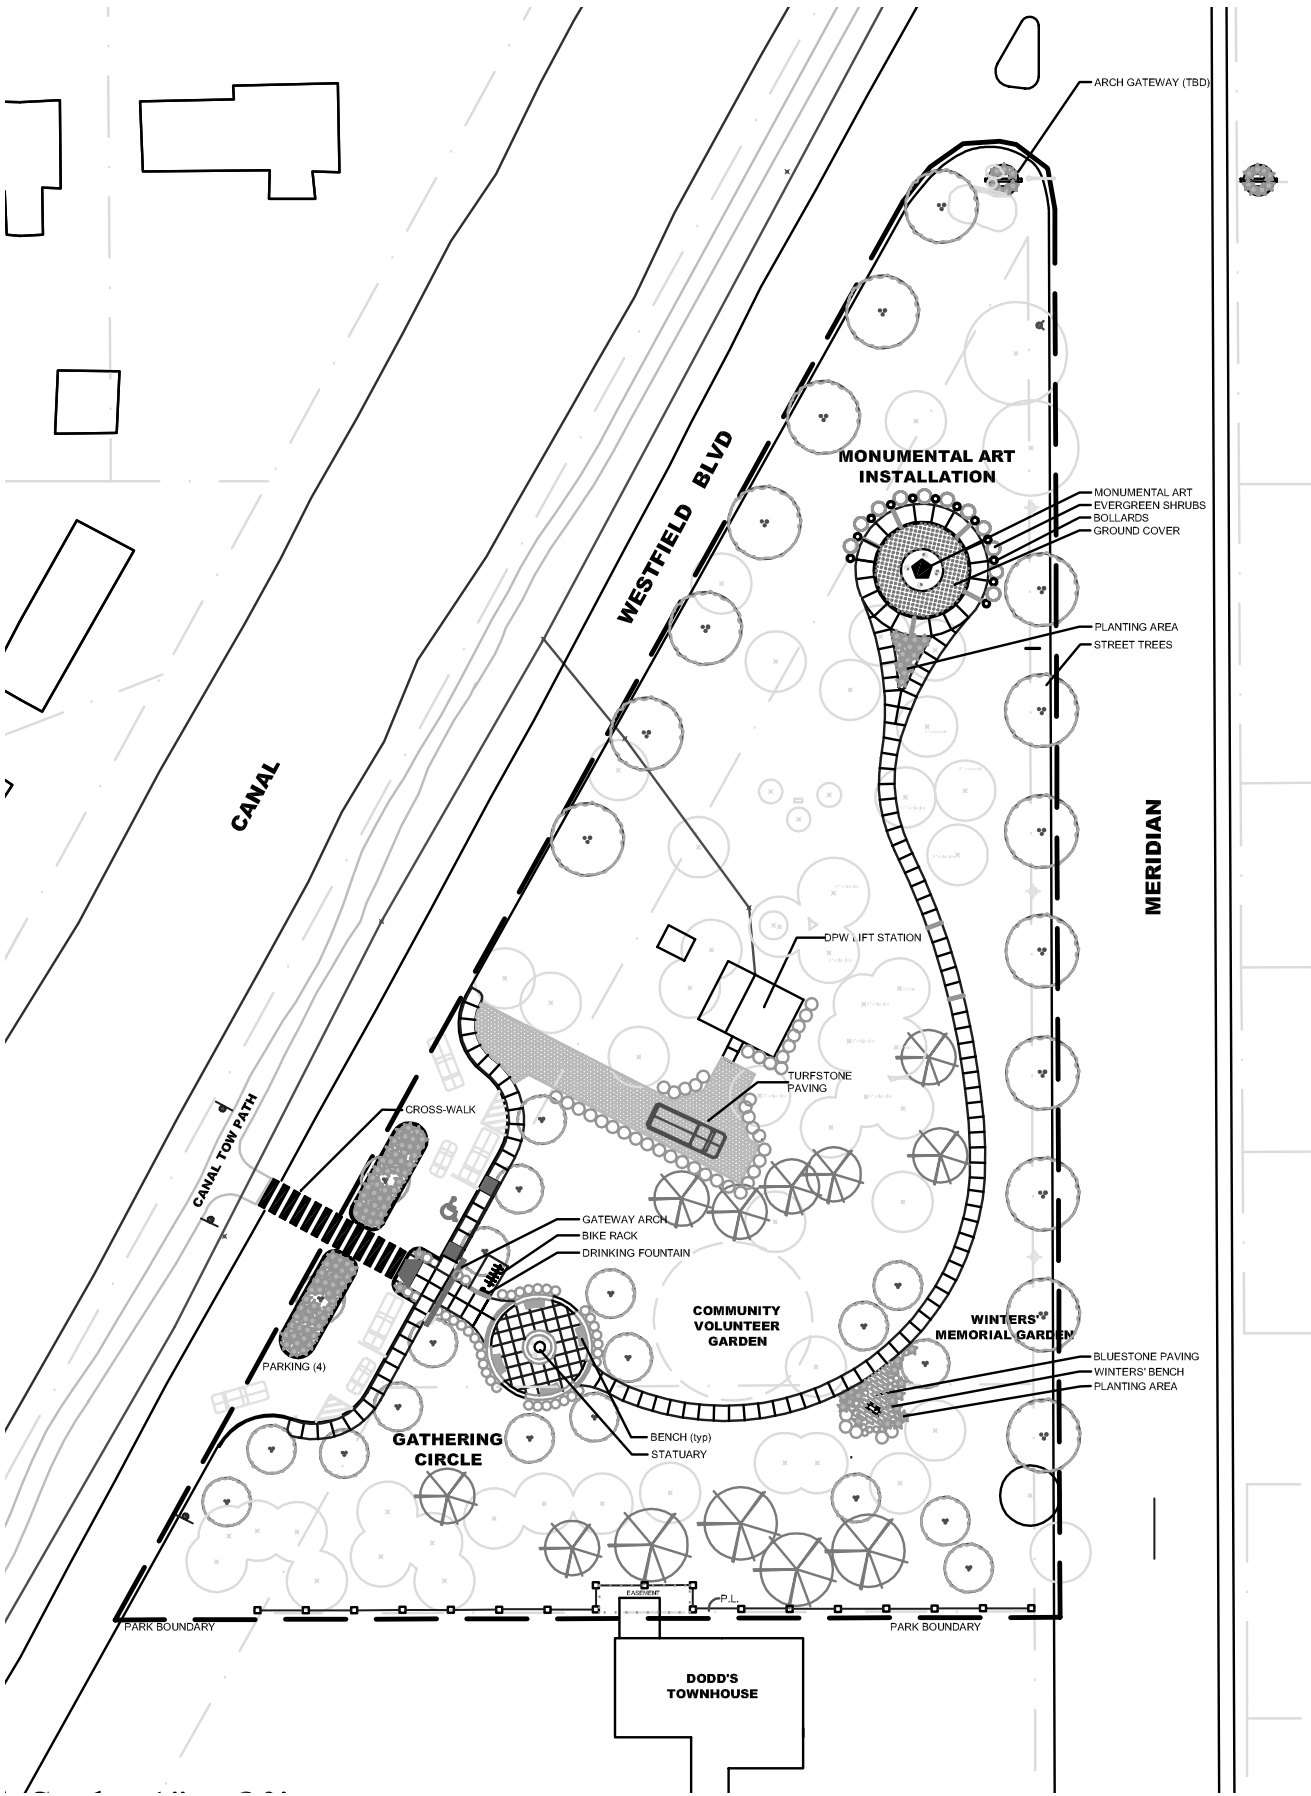 ARCH GATEWAY (TBD)
WESTFIELD BLVD
MONUMENTAL ART
INSTALLATION
MONUMENTAL ART
EVERGREEN SHRUBS
BOLLARDS
GROUND COVER
PLANTING AREA
STREET TREES
CANAL
MERIDIAN
DPW LIFT STATION
TURFSTONE
PAVING
CROSS-WALK
CANAL TOW PATH
GATEWAY ARCH
BIKE RACK
DRINKING FOUNTAIN
COMMUNITY
VOLUNTEER
GARDEN
WINTERS'
MEMORIAL GARDEN
BLUESTONE PAVING
WINTERS' BENCH
PLANTING AREA
PARKING (4)
BENCH (typ)
STATUARY
GATHERING
CIRCLE
EASEMENT
P.L.
PARK BOUNDARY
PARK BOUNDARY
DODD'S
TOWNHOUSE